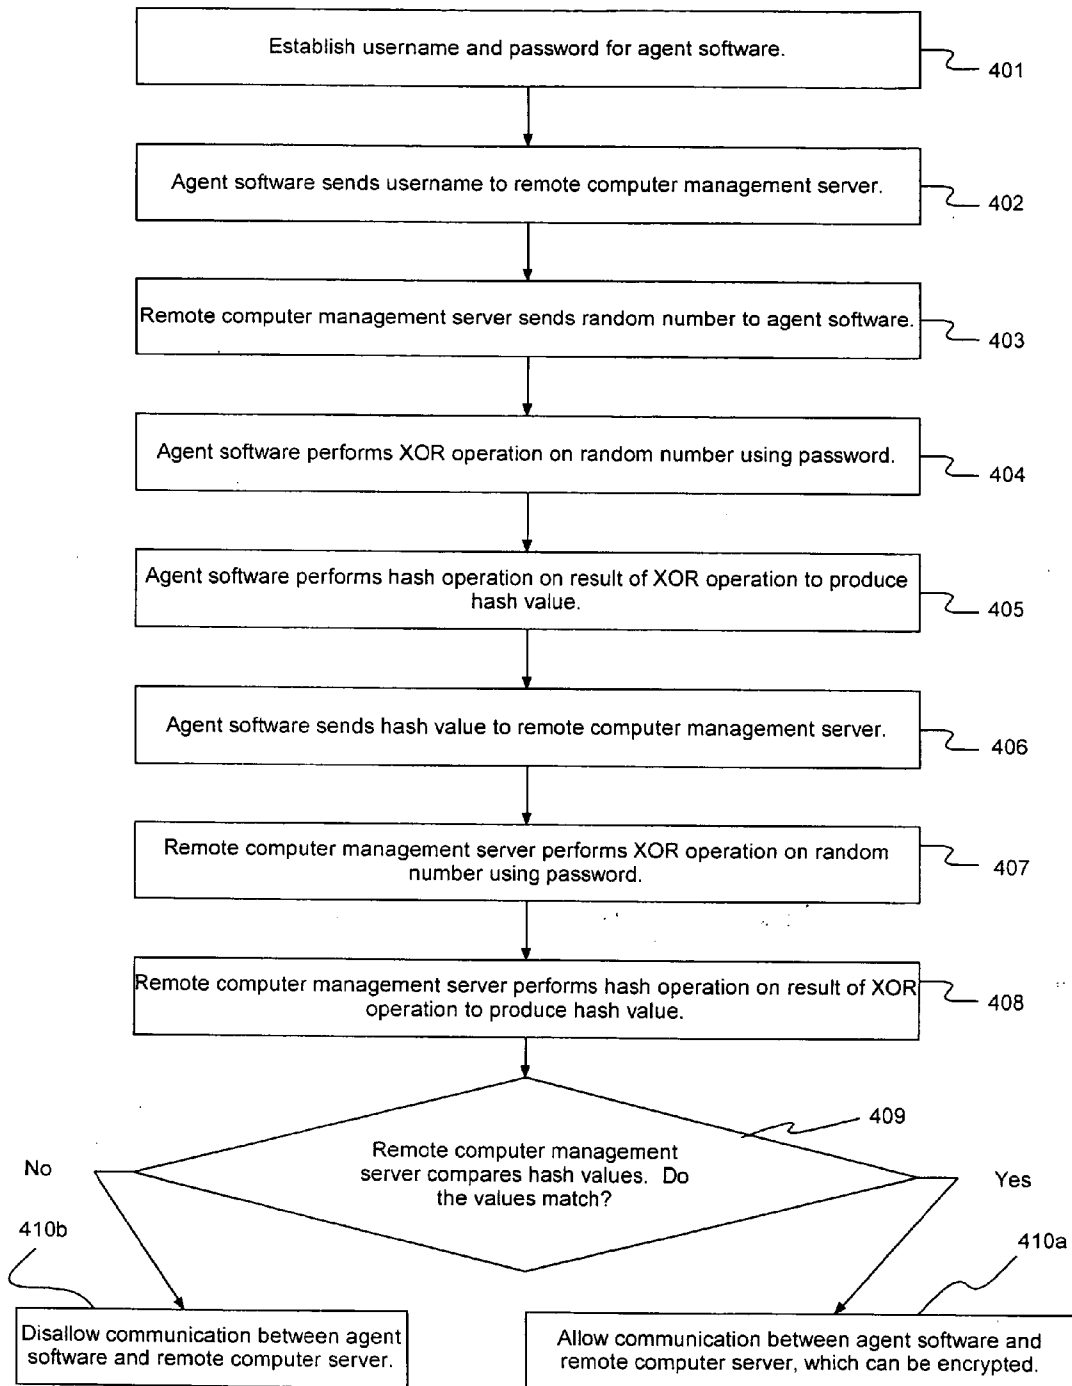 Establish username and password for agent software.
401
Agent software sends username to remote computer management server.
402
Remote computer management server sends random number to agent software.
403
Agent software performs XOR operation on random number using password.
404
Agent software performs hash operation on result of XOR operation to produce
hash value.
405
Agent software sends hash value to remote computer management server.
406
Remote computer management server performs XOR operation on random
number using password.
407
Remote computer management server performs hash operation on result of XOR
operation to produce hash value.
408
409
Remote computer management
server compares hash values. Do
the values match?
No
Yes
410b
410a
Disallow communication between agent
software and remote computer server.
Allow communication between agent software and
remote computer server, which can be encrypted.